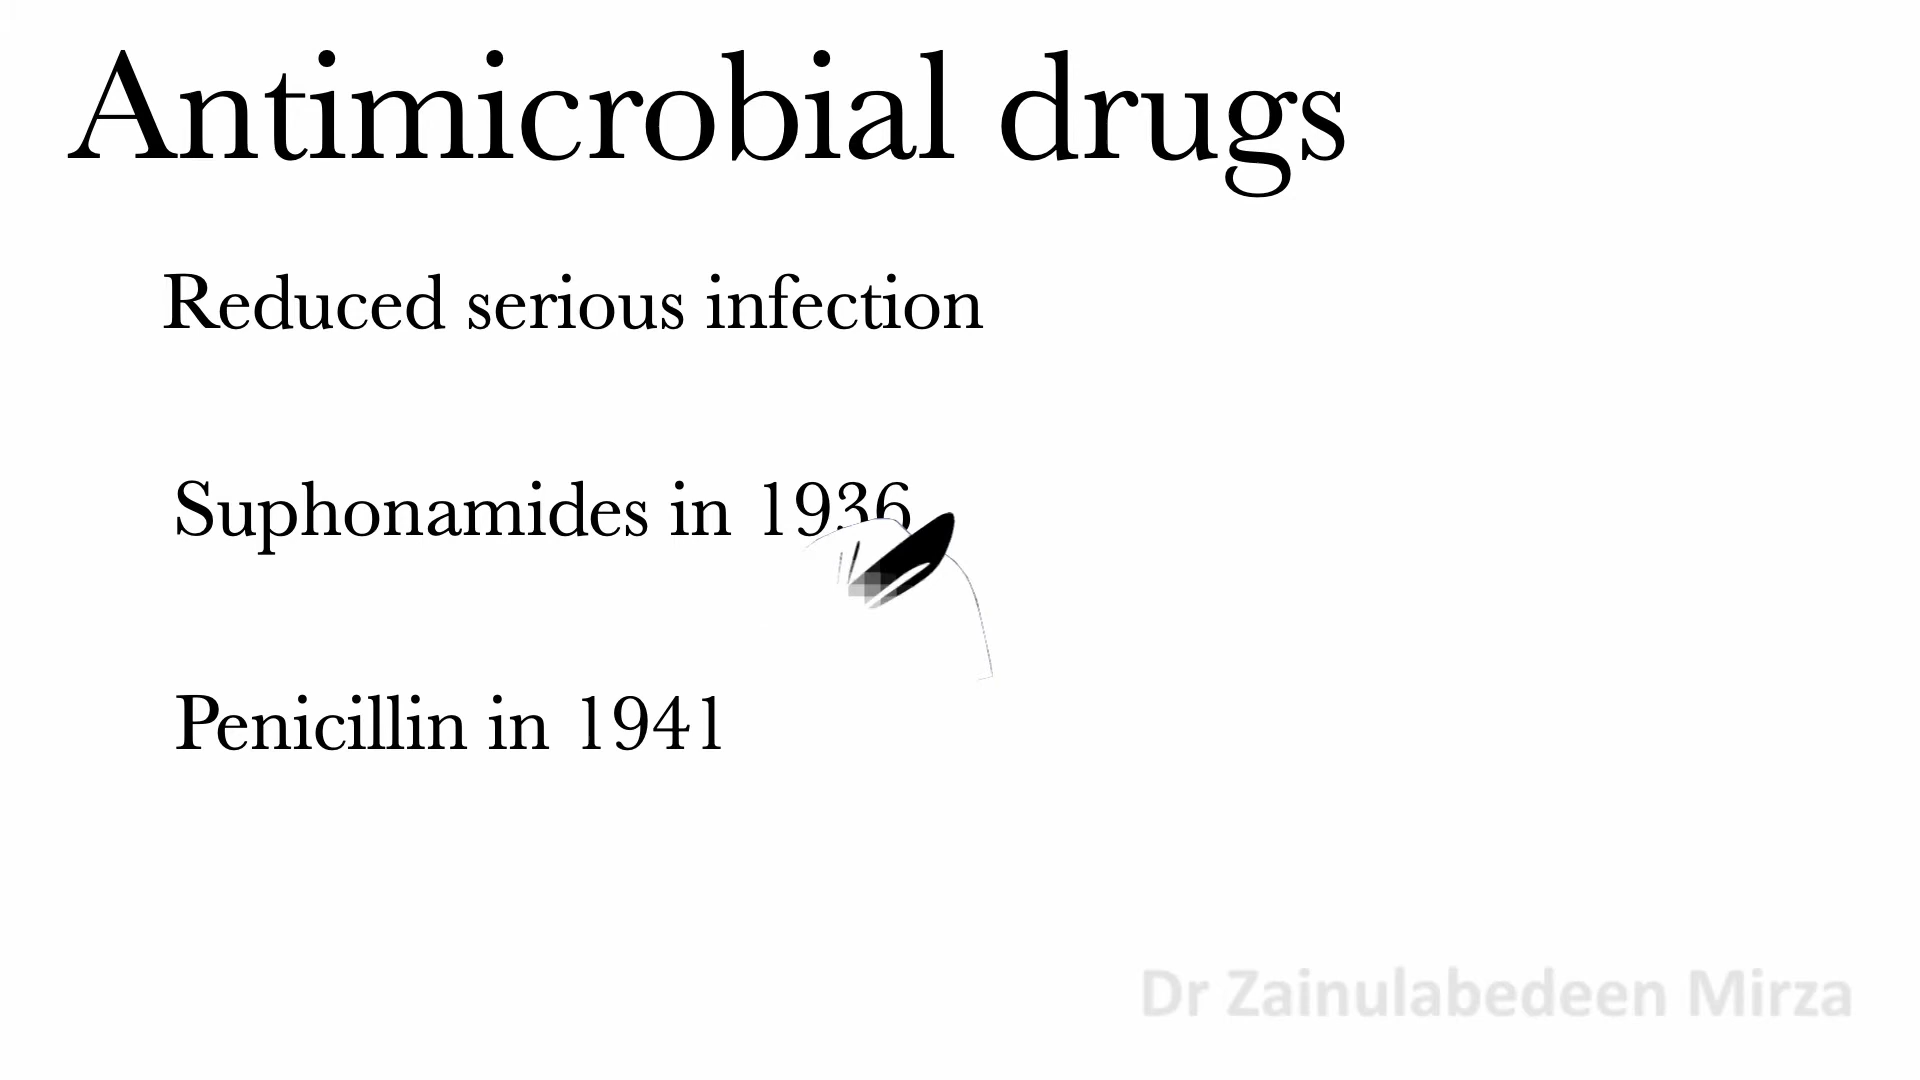 Antimicrobial drugs
Reduced serious infection
Suphonamides in 1936
Penicillin in 1941
Dr Zainulabedeen Mirza